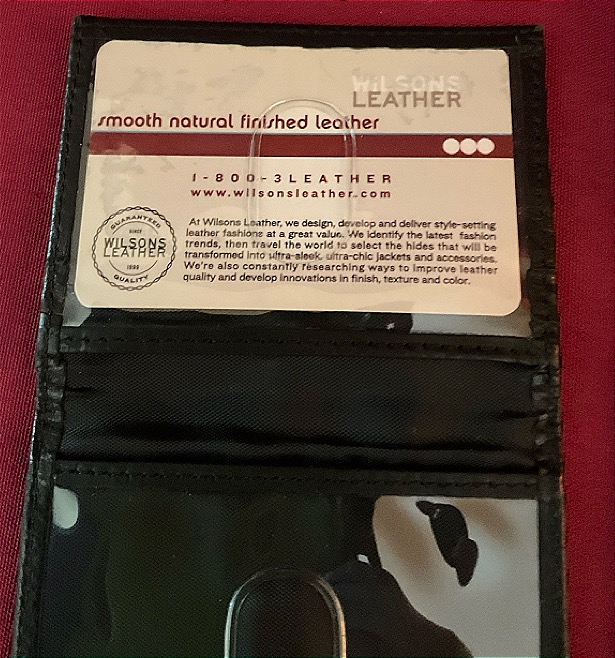 WILSONS
LEATHER
smooth natural finished leather
1-800-3LEATHER
www.wilsonsleather.com
GUARANTEED
SINCE
WILSONS
LEATHER
1899
QUALITY
At Wilsons Leather, we design, develop and deliver style-setting
leather fashions at a great value. We identify the latest fashion
trends, then travel the world to select the hides that will be
transformed into ultra-sleek, ultra-chic jackets and accessories.
We're also constantly researching ways to improve leather
quality and develop innovations in finish, texture and color.